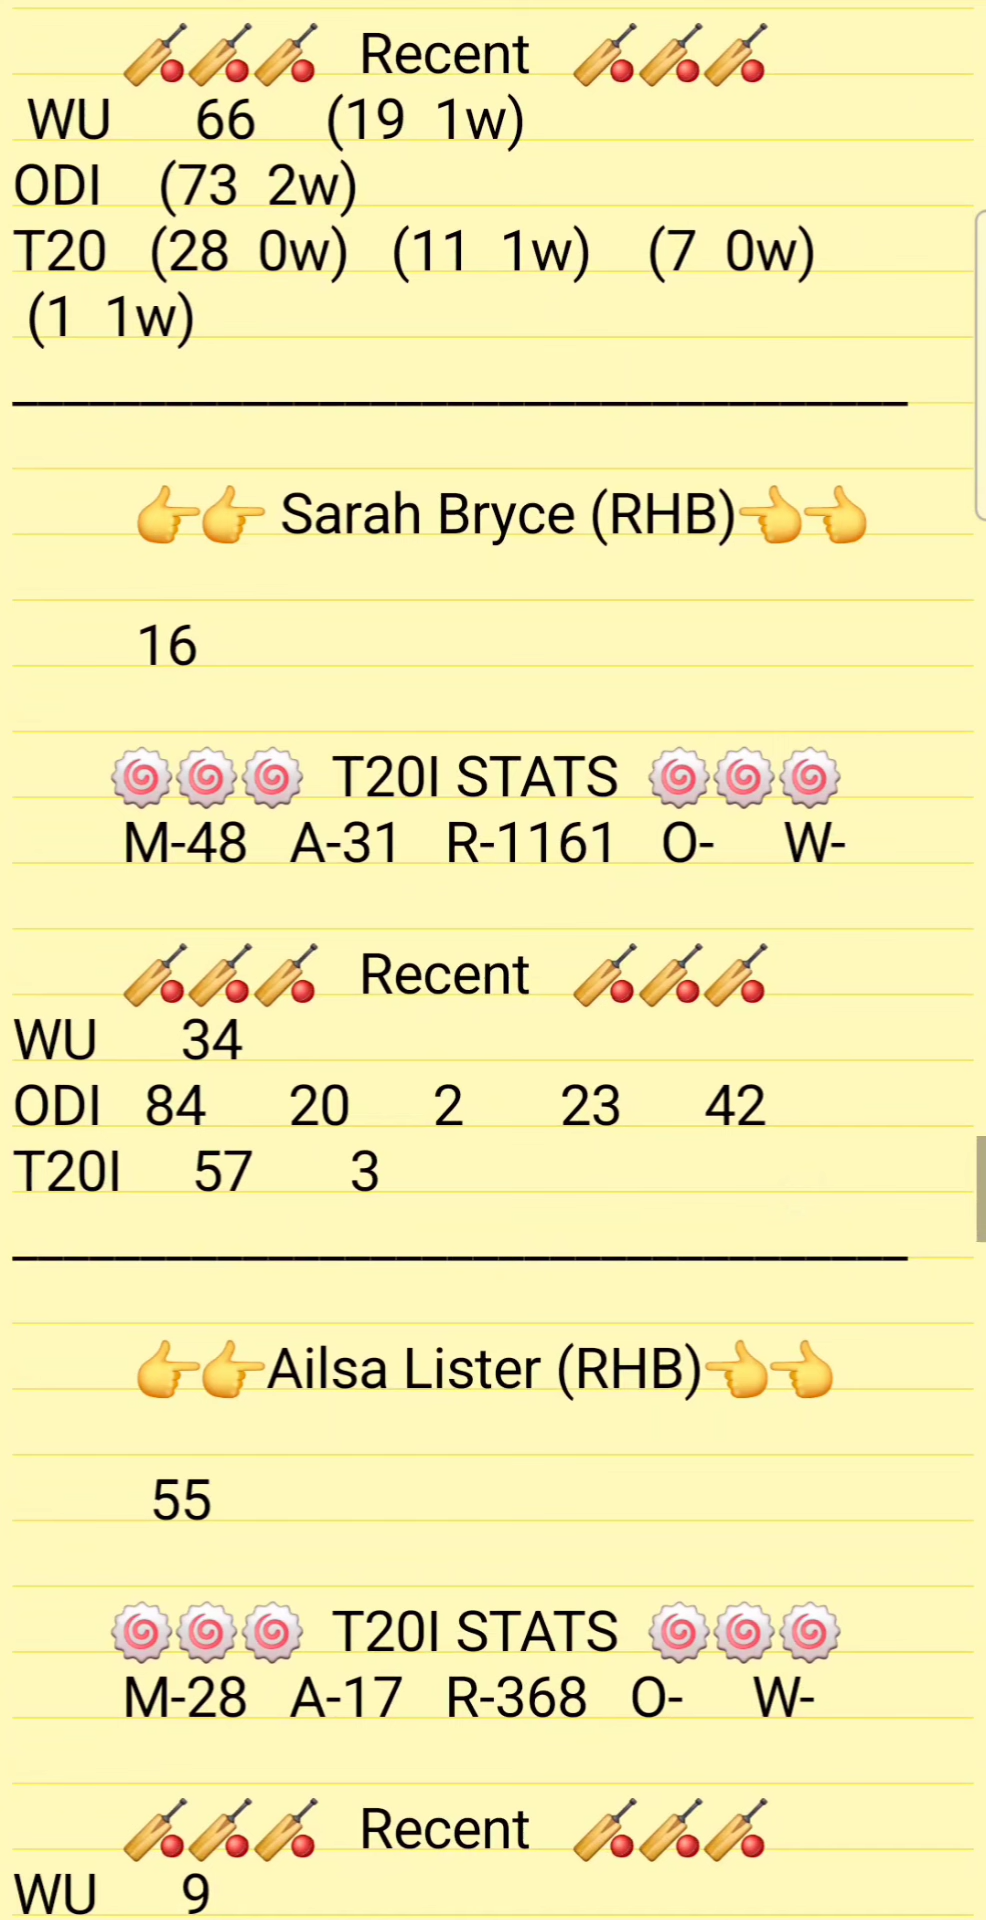 🏏🏏🏏 Recent 🏏🏏🏏
WU 66 (19 1w)
ODI (73 2w)
T20 (28 0w) (11 1w) (7 0w)
(1 1w)
👉👉 Sarah Bryce (RHB)👈👈
16
🍥🍥🍥 T20I STATS 🍥🍥🍥
M-48 A-31 R-1161 O- W-
🏏🏏🏏 Recent 🏏🏏🏏
WU 34
ODI 84 20 2 23 42
T20I 57 3
👉👉Ailsa Lister (RHB)👈👈
55
🍥🍥🍥 T20I STATS 🍥🍥🍥
M-28 A-17 R-368 O- W-
🏏🏏🏏 Recent 🏏🏏🏏
WU 9